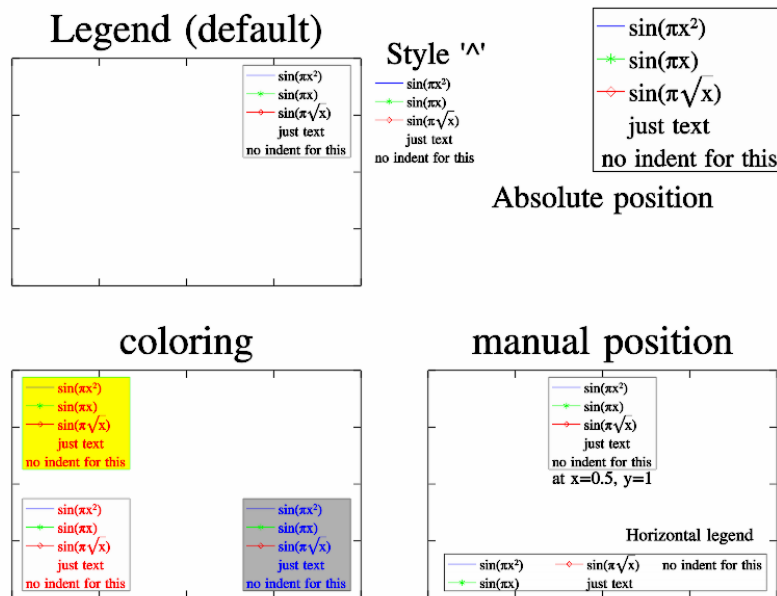 Legend (default)
sin(πx²)
sin(πx)
sin(π√x)
just text
no indent for this
Style '^'
sin(πx²)
sin(πx)
sin(π√x)
just text
no indent for this
sin(πx²)
sin(πx)
sin(π√x)
just text
no indent for this
Absolute position
coloring
sin(πx²)
sin(πx)
sin(π√x)
just text
no indent for this
sin(πx²)
sin(πx)
sin(π√x)
just text
no indent for this
sin(πx²)
sin(πx)
sin(π√x)
just text
no indent for this
manual position
sin(πx²)
sin(πx)
sin(π√x)
just text
no indent for this
at x=0.5, y=1
Horizontal legend
sin(πx²) sin(π√x) no indent for this
sin(πx) just text